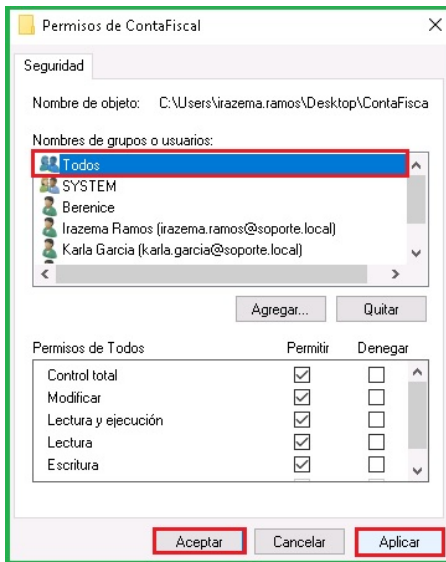 Permisos de ContaFiscal
Seguridad
Nombre de objeto: C:\Users\irazema.ramos\Desktop\ContaFisca
Nombres de grupos o usuarios:
Todos
SYSTEM
Berenice
Irazema Ramos (irazema.ramos@soporte.local)
Karla Garcia (karla.garcia@soporte.local)
Agregar... Quitar
Permisos de Todos Permitir Denegar
Control total
Modificar
Lectura y ejecución
Lectura
Escritura
Aceptar Cancelar Aplicar